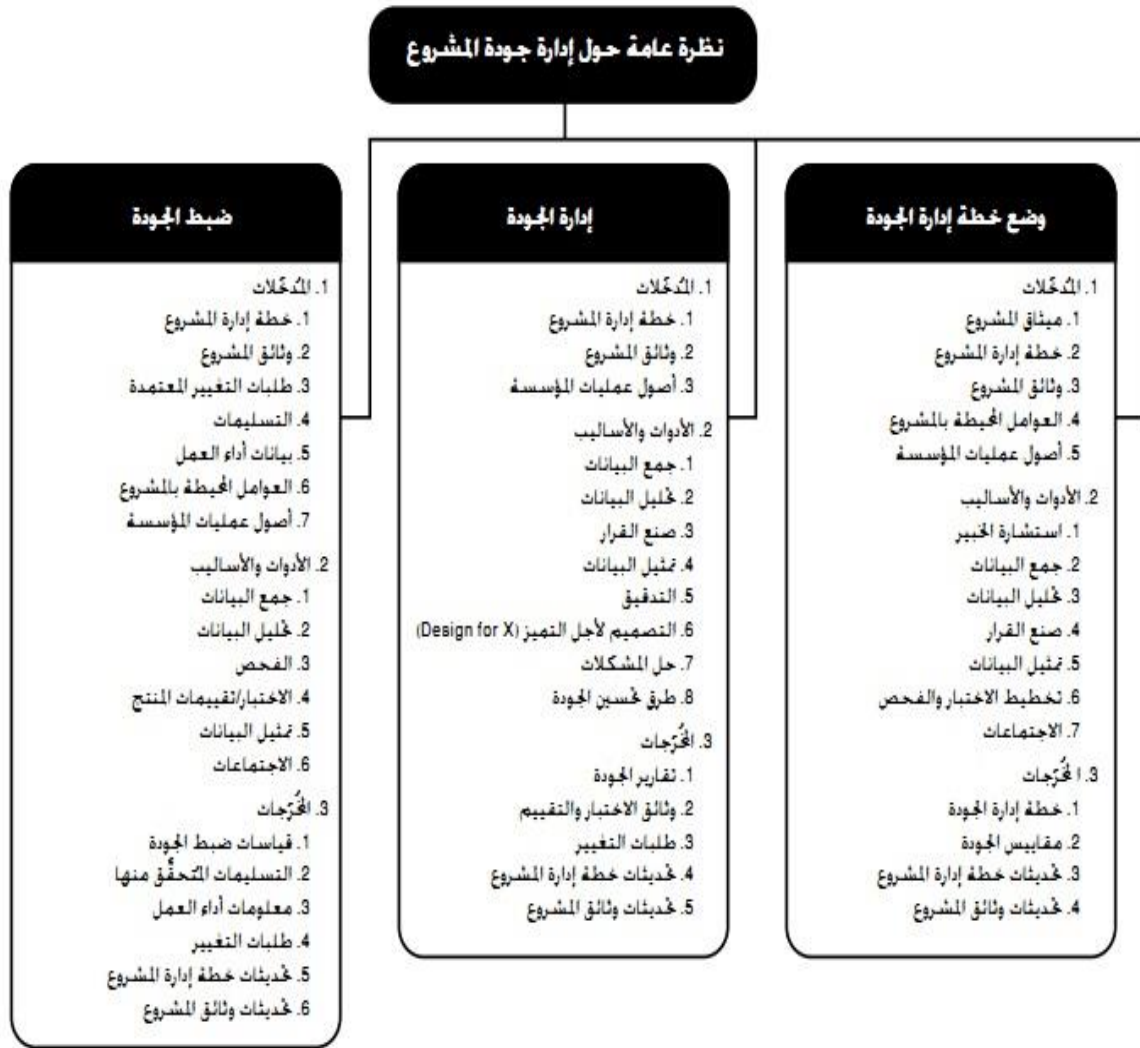 نظرة عامة حول إدارة جودة المشروع
وضع خطة إدارة الجودة
1. المُدخَلات
1. ميثاق المشروع
2. خطة إدارة المشروع
3. وثائق المشروع
4. العوامل المحيطة بالمشروع
5. أصول عمليات المؤسسة
2. الأدوات والأساليب
1. استشارة الخبير
2. جمع البيانات
3. تحليل البيانات
4. صنع القرار
5. تمثيل البيانات
6. تخطيط الاختبار والفحص
7. الاجتماعات
3. المُخرَجات
1. خطة إدارة الجودة
2. مقاييس الجودة
3. تحديثات خطة إدارة المشروع
4. تحديثات وثائق المشروع
إدارة الجودة
1. المُدخَلات
1. خطة إدارة المشروع
2. وثائق المشروع
3. أصول عمليات المؤسسة
2. الأدوات والأساليب
1. جمع البيانات
2. تحليل البيانات
3. صنع القرار
4. تمثيل البيانات
5. التدقيق
6. التصميم لأجل التميز (Design for X)
7. حل المشكلات
8. طرق تحسين الجودة
3. المُخرَجات
1. تقارير الجودة
2. وثائق الاختبار والتقييم
3. طلبات التغيير
4. تحديثات خطة إدارة المشروع
5. تحديثات وثائق المشروع
ضبط الجودة
1. المُدخَلات
1. خطة إدارة المشروع
2. وثائق المشروع
3. طلبات التغيير المعتمدة
4. التسليمات
5. بيانات أداء العمل
6. العوامل المحيطة بالمشروع
7. أصول عمليات المؤسسة
2. الأدوات والأساليب
1. جمع البيانات
2. تحليل البيانات
3. الفحص
4. الاختبار/تقييمات المنتج
5. تمثيل البيانات
6. الاجتماعات
3. المُخرَجات
1. قياسات ضبط الجودة
2. التسليمات المُتحقَّق منها
3. معلومات أداء العمل
4. طلبات التغيير
5. تحديثات خطة إدارة المشروع
6. تحديثات وثائق المشروع